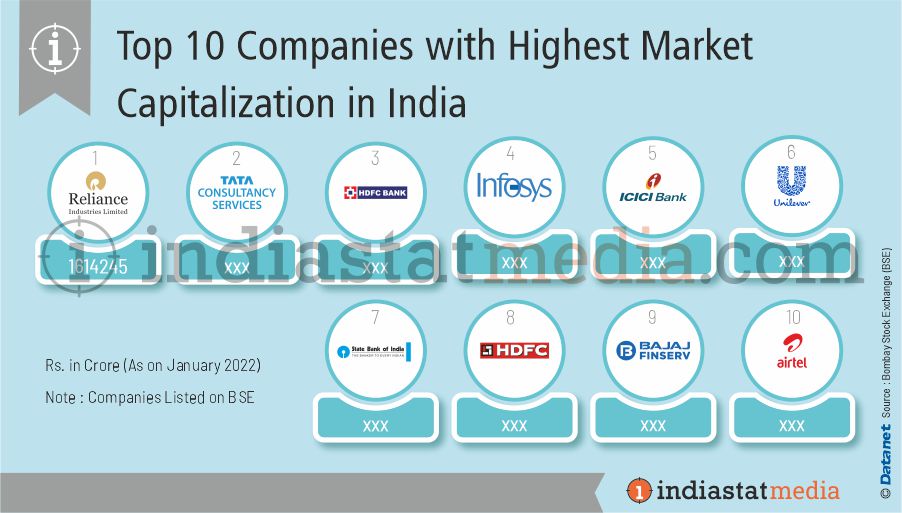 i
Top 10 Companies with Highest Market
Capitalization in India
1
Reliance
Industries Limited
1614245
2
TATA
CONSULTANCY
SERVICES
xxx
3
HDFC BANK
xxx
4
Infosys
xxx
5
ICICI Bank
xxx
6
Unilever
xxx
indiastatmedia.com
7
State Bank of India
THE BANKER TO EVERY INDIAN
xxx
8
HDFC
xxx
9
B BAJAJ
FINSERV
xxx
10
airtel
xxx
Rs. in Crore (As on January 2022)
Note : Companies Listed on BSE
© Datanet Source : Bombay Stock Exchange (BSE)
indiastatmedia